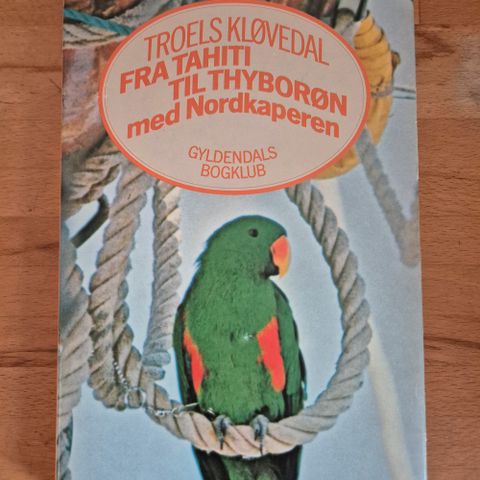 TROELS KLØVEDAL
FRA TAHITI
TIL THYBORØN
med Nordkaperen
GYLDENDALS
BOGKLUB